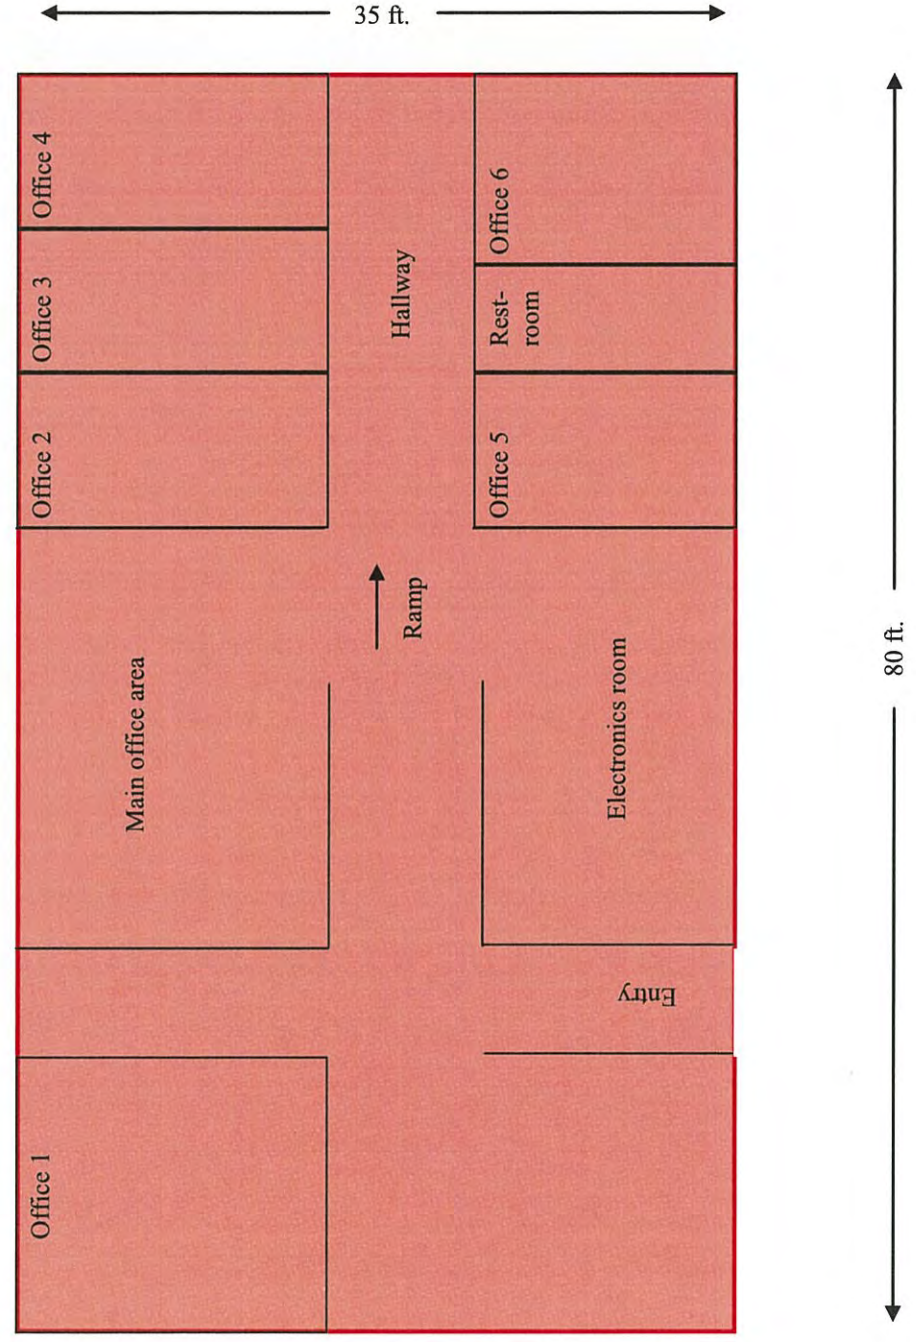 35 ft.
Office 4
Office 3
Office 2
Hallway
Office 6
Rest-
room
Office 5
Ramp
Main office area
Electronics room
80 ft.
Entry
Office 1